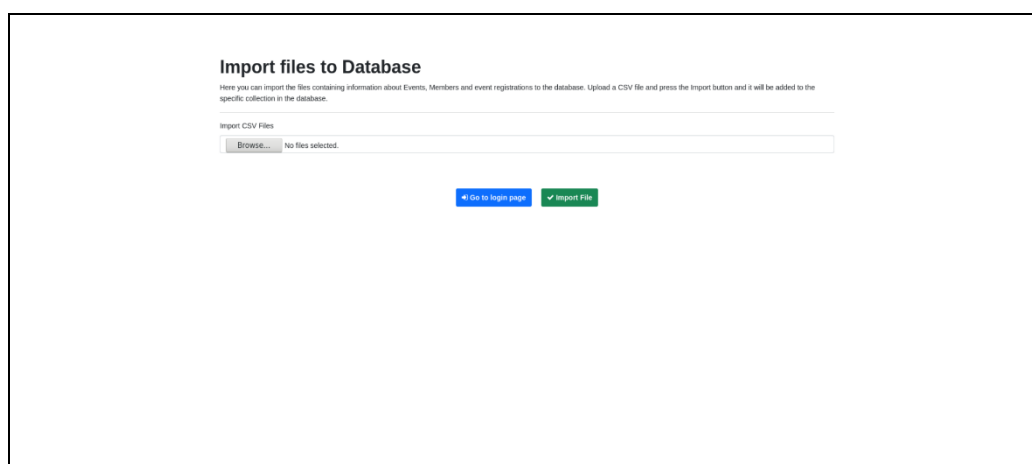 Import files to Database
Here you can import the files containing information about Events, Members and event registrations to the database. Upload a CSV file and press the Import button and it will be added to the
specific collection in the database.
Import CSV Files
Browse... No files selected.
Go to login page Import File